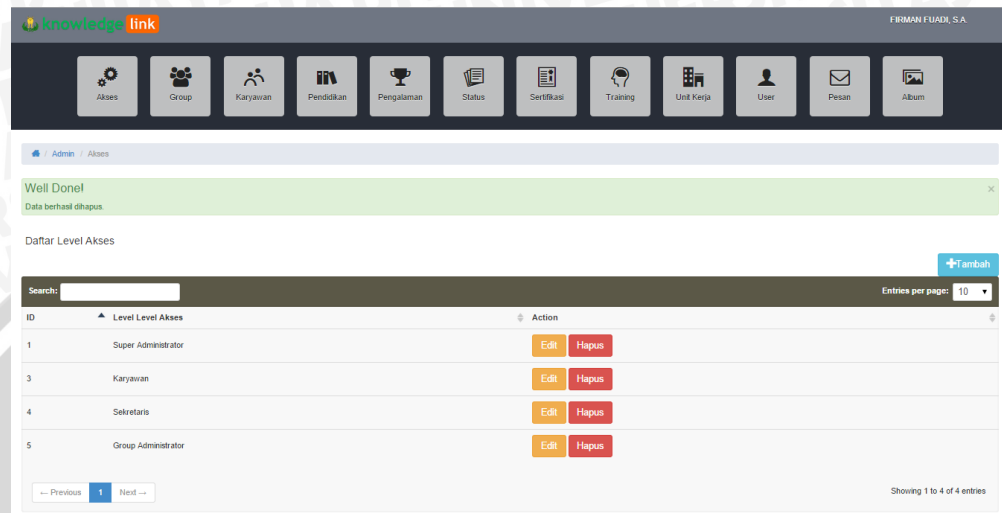 knowledge link
FIRMAN FUADI, S.A.
Akses Group Karyawan Pendidikan Pengalaman Status Sertifikasi Training Unit Kerja User Pesan Album
/ Admin / Akses
Well Done! ×
Data berhasil dihapus.
Daftar Level Akses
+Tambah
Search: Entries per page: 10
ID Level Level Akses Action
1 Super Administrator Edit Hapus
3 Karyawan Edit Hapus
4 Sekretaris Edit Hapus
5 Group Administrator Edit Hapus
← Previous 1 Next → Showing 1 to 4 of 4 entries